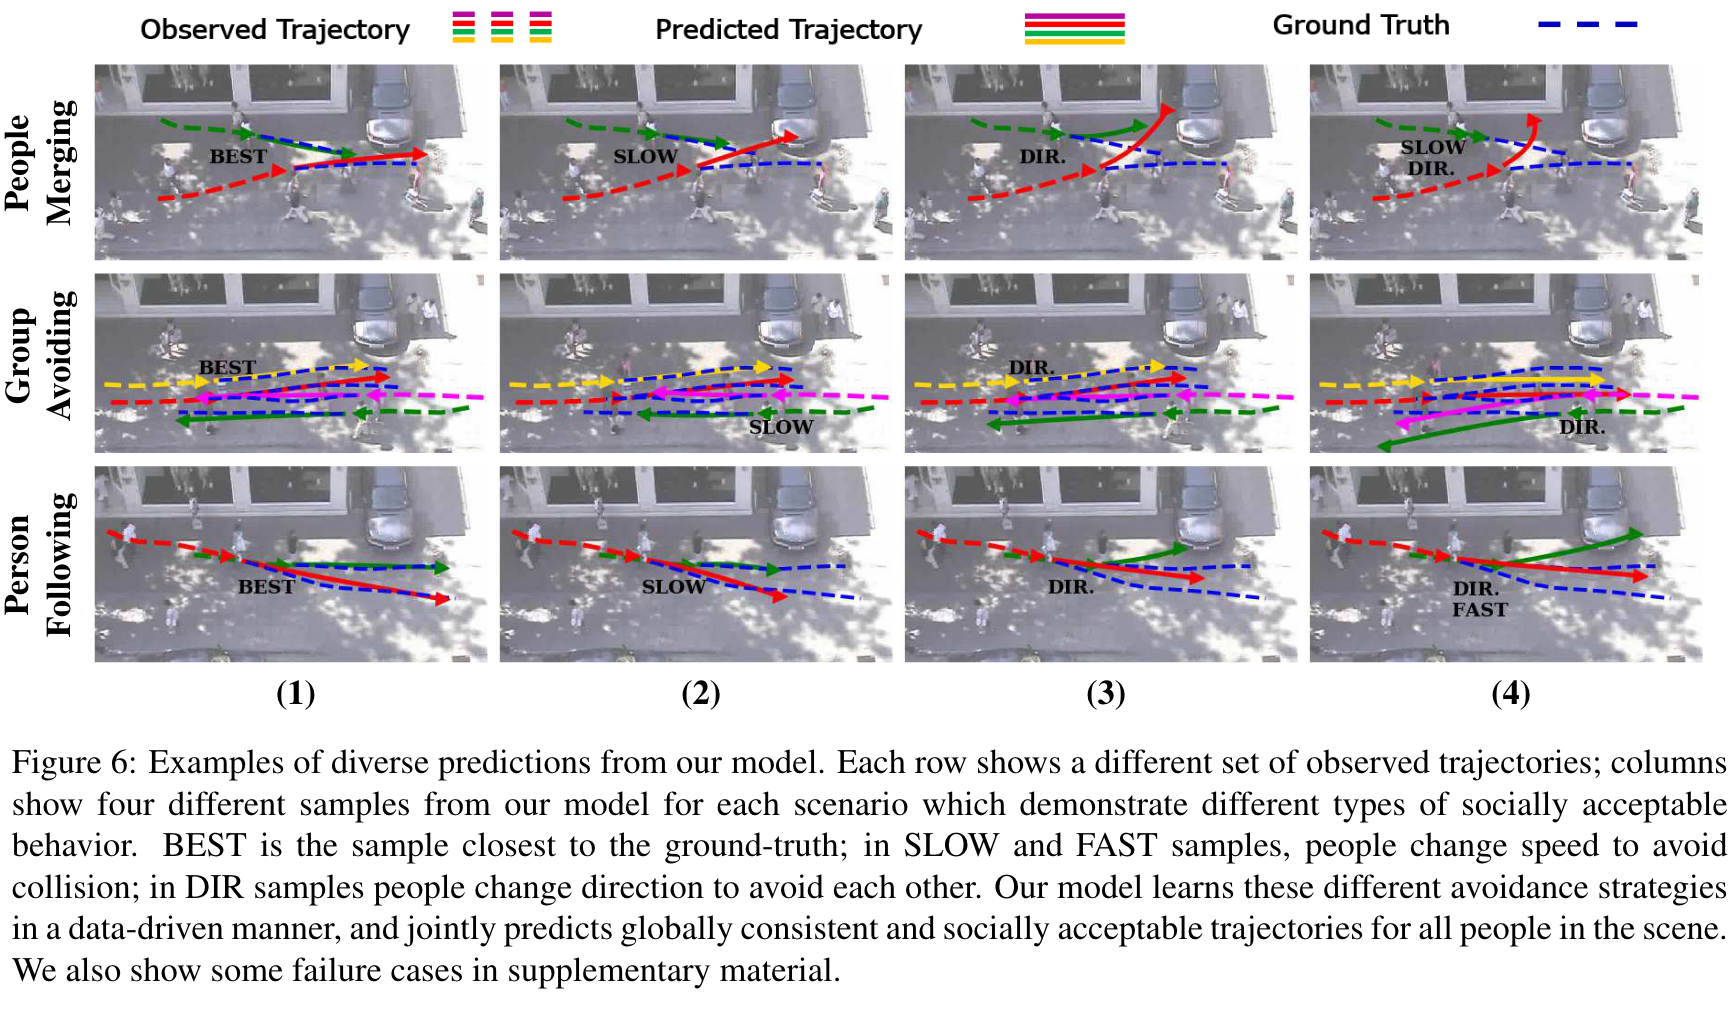 Observed Trajectory Predicted Trajectory Ground Truth
People
Merging
BEST
SLOW
DIR.
SLOW
DIR.
Group
Avoiding
BEST
SLOW
DIR.
DIR.
Person
Following
BEST
SLOW
DIR.
DIR.
FAST
(1) (2) (3) (4)
Figure 6: Examples of diverse predictions from our model. Each row shows a different set of observed trajectories; columns
show four different samples from our model for each scenario which demonstrate different types of socially acceptable
behavior. BEST is the sample closest to the ground-truth; in SLOW and FAST samples, people change speed to avoid
collision; in DIR samples people change direction to avoid each other. Our model learns these different avoidance strategies
in a data-driven manner, and jointly predicts globally consistent and socially acceptable trajectories for all people in the scene.
We also show some failure cases in supplementary material.